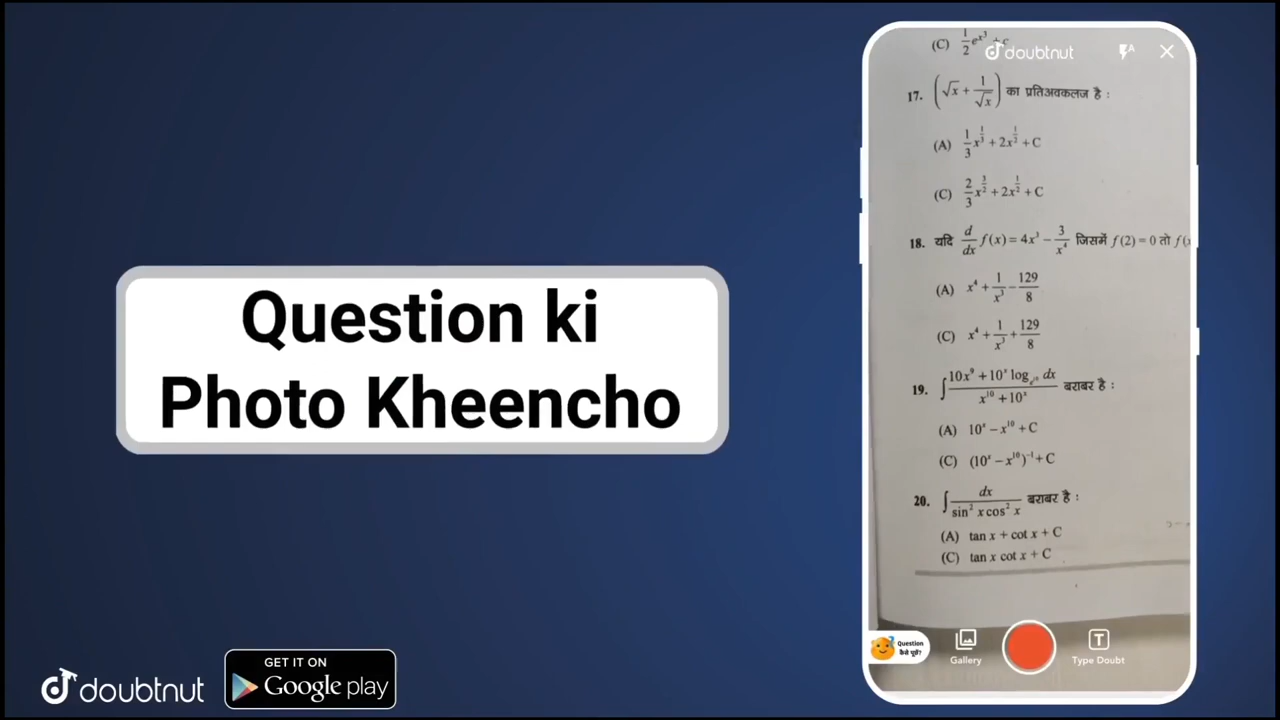 Question ki
Photo Kheencho
doubtnut
GET IT ON
Google play
(C) 1/2 e^x³ + c
doubtnut
17. (√x + 1/√x) का प्रतिअवकलज है :
(A) 1/3 x^1/3 + 2x^1/2 + C
(C) 2/3 x^3/2 + 2x^1/2 + C
18. यदि d/dx f(x) = 4x³ − 3/x⁴ जिसमें f(2) = 0 तो
(A) x⁴ + 1/x³ − 129/8
(C) x⁴ + 1/x³ + 129/8
19. ∫ (10x⁹ + 10ˣ log_e¹⁰ dx)/(x¹⁰ + 10ˣ) बराबर है :
(A) 10ˣ − x¹⁰ + C
(C) (10ˣ − x¹⁰)⁻¹ + C
20. ∫ dx/(sin² x cos² x) बराबर है :
(A) tan x + cot x + C
(C) tan x cot x + C
Question
कैसे पूछें?
Gallery
T
Type Doubt